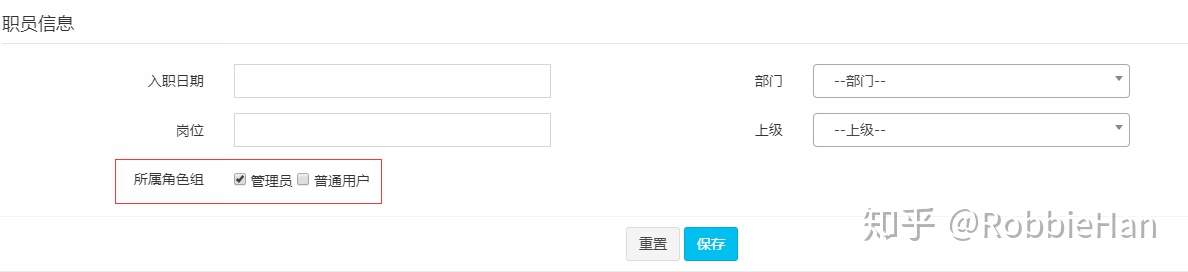 职员信息
入职日期 部门 --部门--
岗位 上级 --上级--
所属角色组 管理员 普通用户
重置 保存
知乎 @RobbieHan